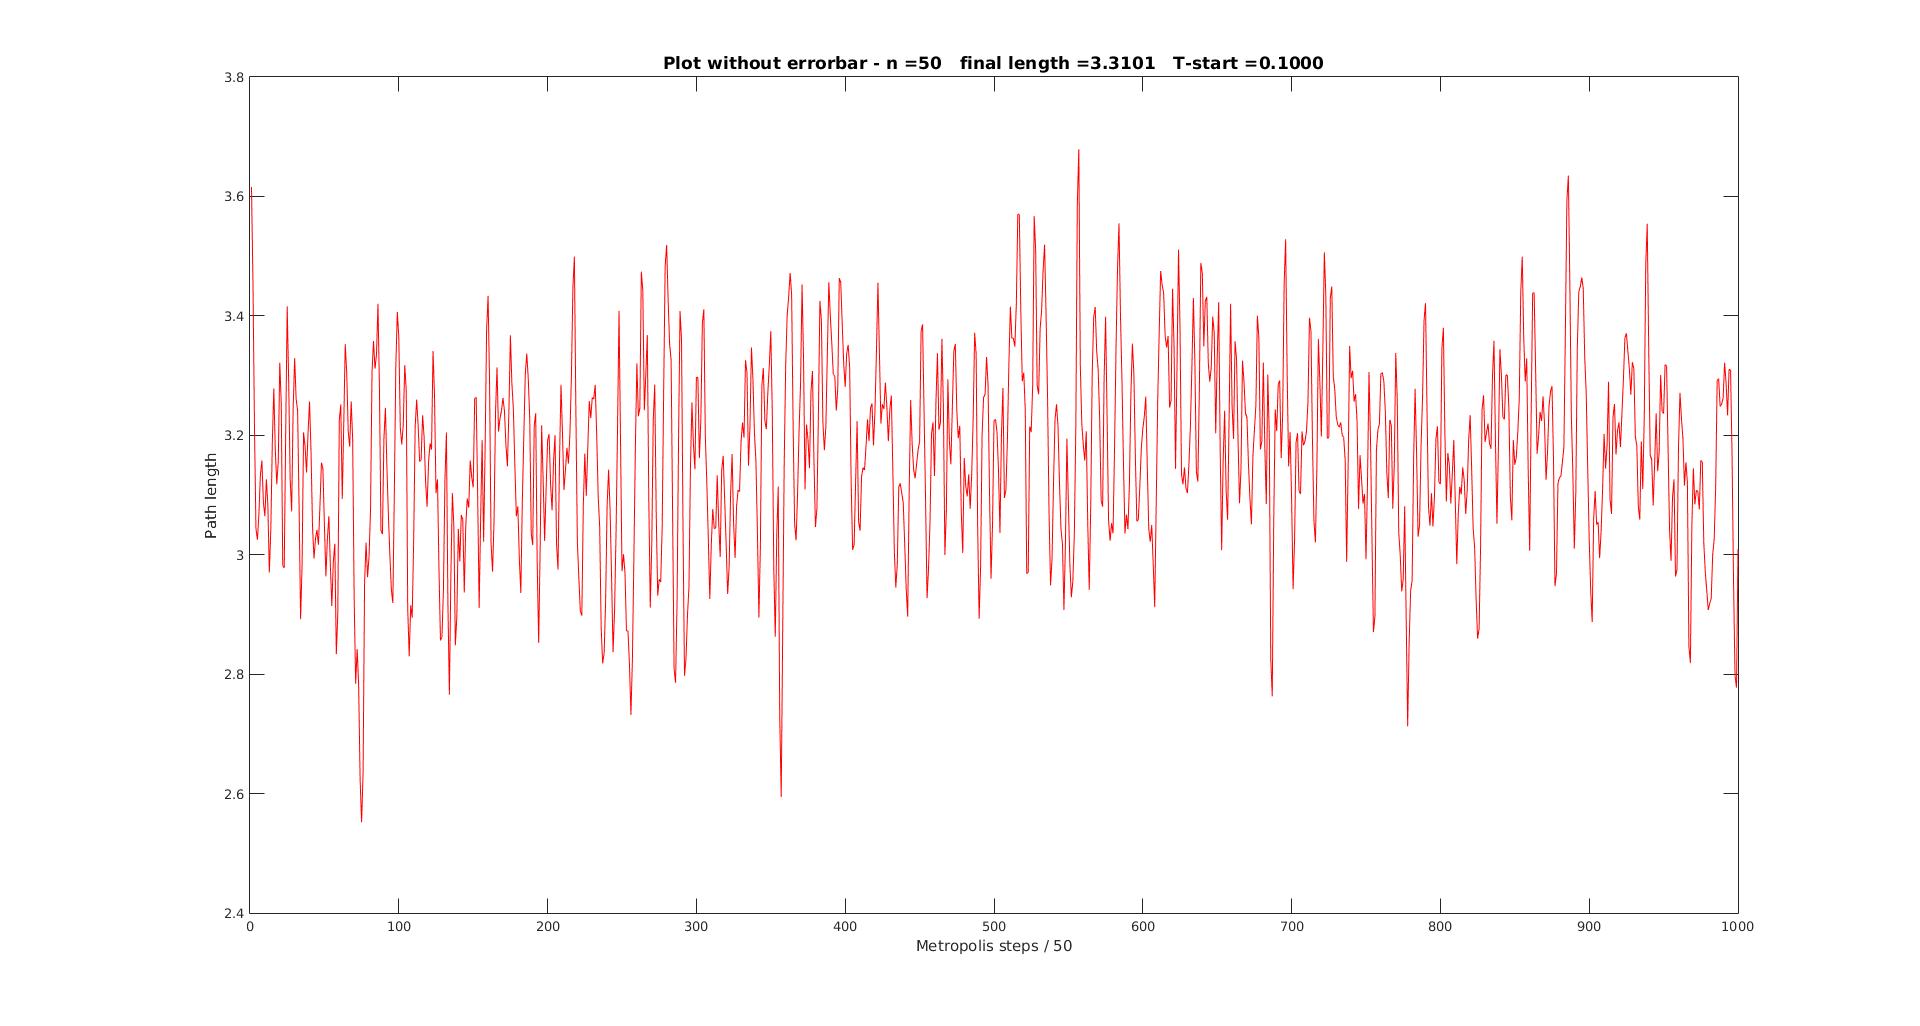 Plot without errorbar - n =50   final length =3.3101   T-start =0.1000
3.8
3.6
3.4
3.2
3
2.8
2.6
2.4
Path length
0 100 200 300 400 500 600 700 800 900 1000
Metropolis steps / 50